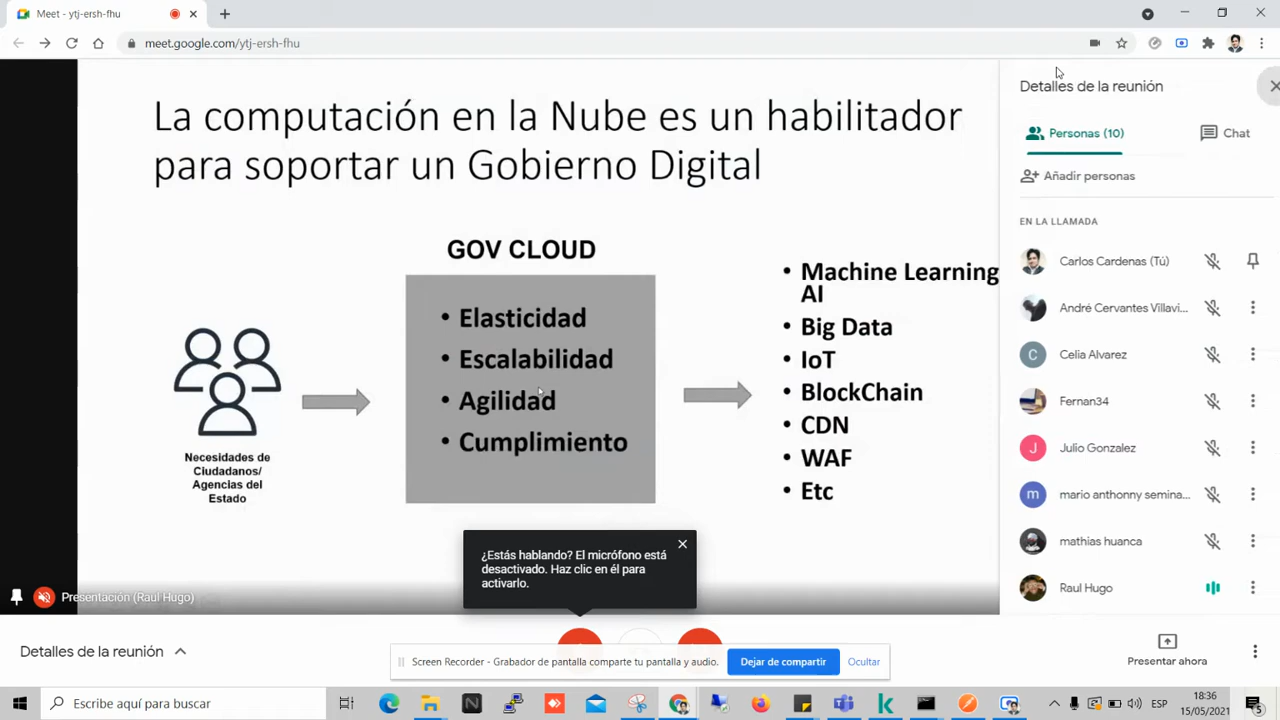 Meet - ytj-ersh-fhu
meet.google.com/ytj-ersh-fhu
La computación en la Nube es un habilitador
para soportar un Gobierno Digital
GOV CLOUD
• Elasticidad
• Escalabilidad
• Agilidad
• Cumplimiento
Necesidades de
Ciudadanos/
Agencias del
Estado
• Machine Learning
AI
• Big Data
• IoT
• BlockChain
• CDN
• WAF
• Etc
Detalles de la reunión
Personas (10)
Chat
Añadir personas
EN LA LLAMADA
Carlos Cardenas (Tú)
André Cervantes Villavi...
C
Celia Alvarez
Fernan34
J
Julio Gonzalez
m
mario anthonny semina...
mathias huanca
Raul Hugo
¿Estás hablando? El micrófono está
desactivado. Haz clic en él para
activarlo.
Presentación (Raul Hugo)
Detalles de la reunión
Screen Recorder - Grabador de pantalla comparte tu pantalla y audio.
Dejar de compartir
Ocultar
Presentar ahora
Escribe aquí para buscar
ESP
18:36
15/05/2021
5